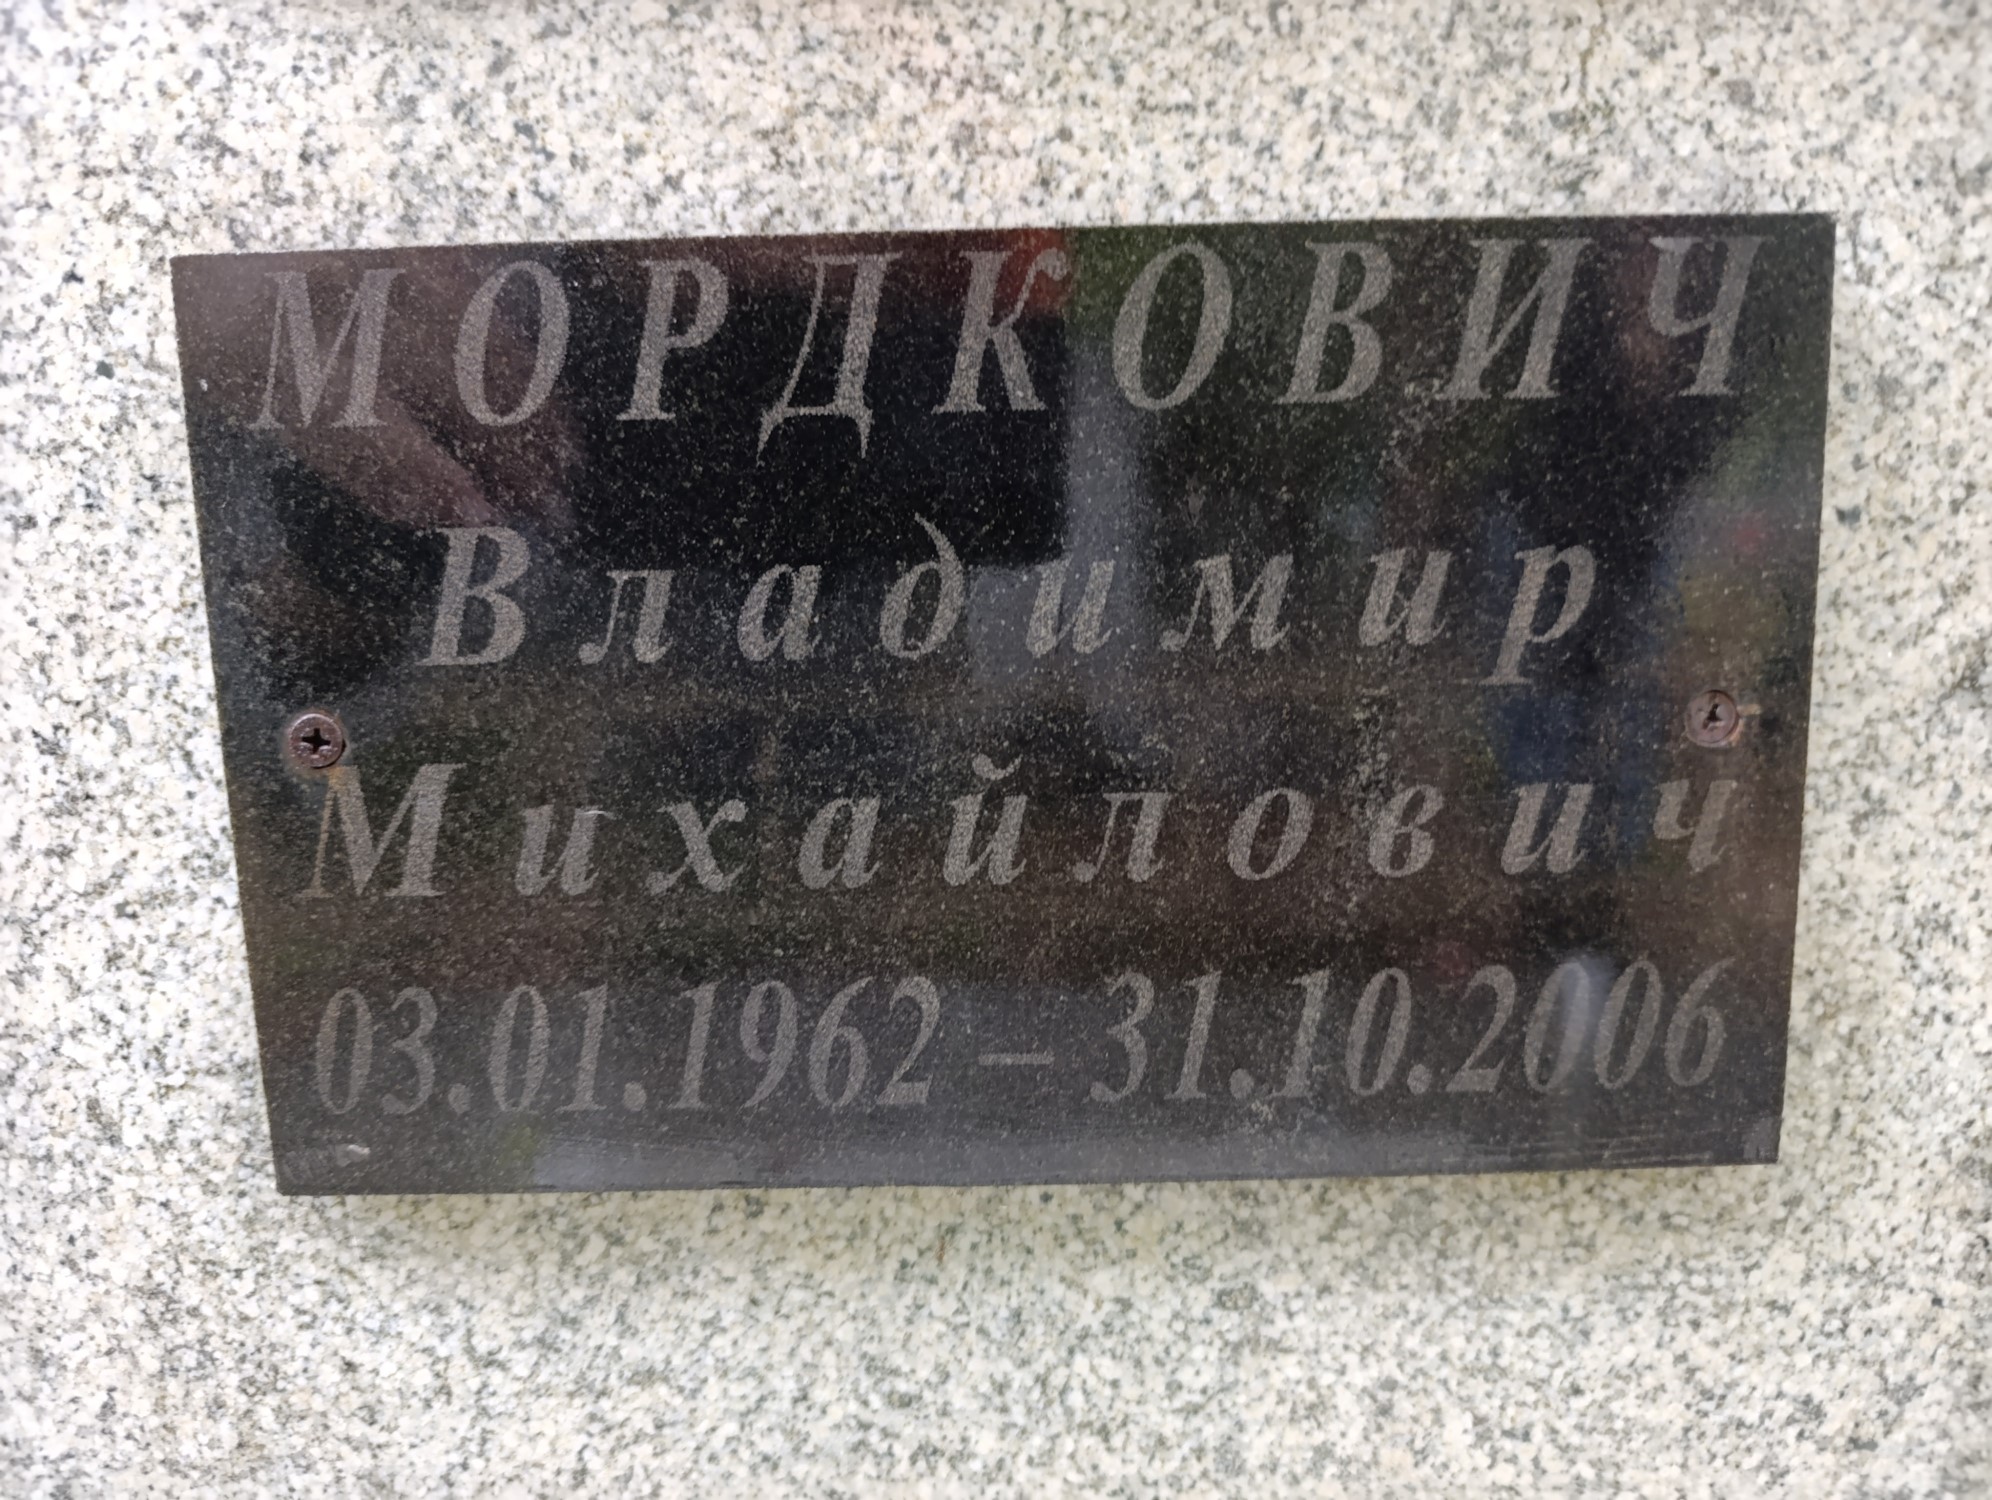 МОРДКОВИЧ
Владимир
Михайлович
03.01.1962 – 31.10.2006